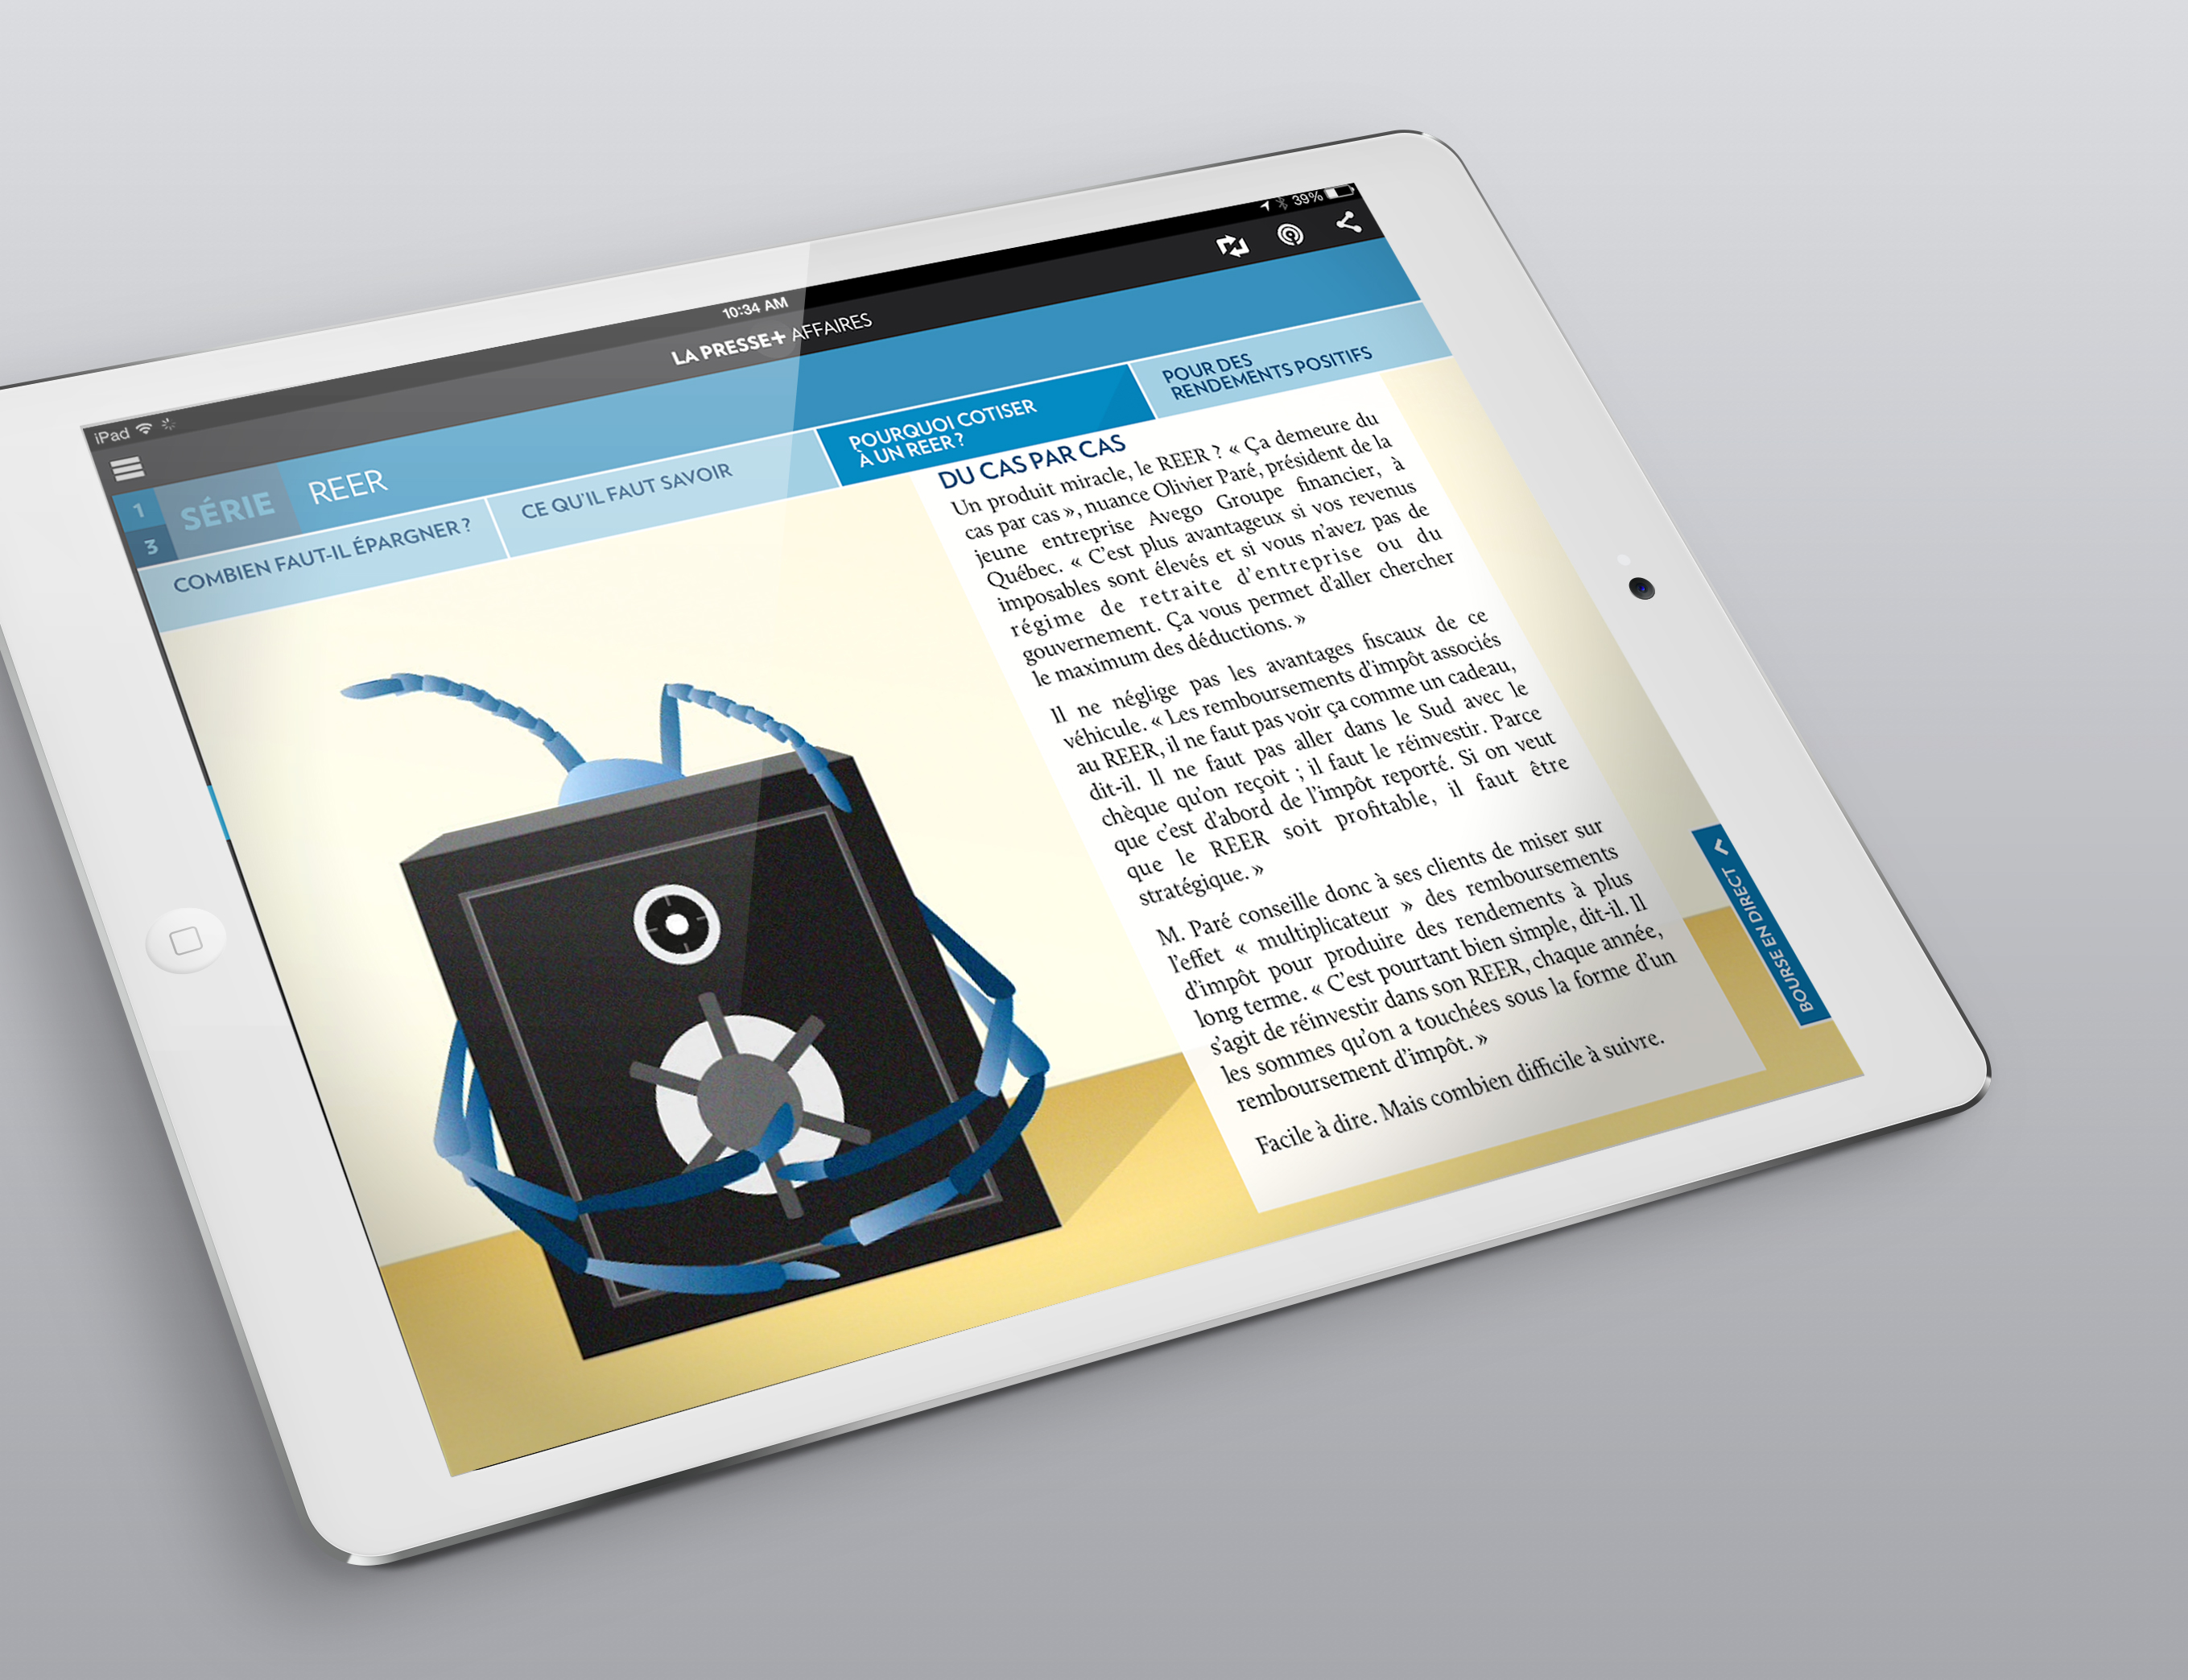 iPad
10:34 AM
39%
LA PRESSE+ AFFAIRES
1
3
SÉRIE
REER
COMBIEN FAUT-IL ÉPARGNER ?
CE QU'IL FAUT SAVOIR
POURQUOI COTISER
À UN REER ?
POUR DES
RENDEMENTS POSITIFS
DU CAS PAR CAS
Un produit miracle, le REER ? « Ça demeure du
cas par cas », nuance Olivier Paré, président de la
jeune entreprise Avego Groupe financier, à
Québec. « C'est plus avantageux si vos revenus
imposables sont élevés et si vous n'avez pas de
régime de retraite d'entreprise ou du
gouvernement. Ça vous permet d'aller chercher
le maximum des déductions. »
Il ne néglige pas les avantages fiscaux de ce
véhicule. « Les remboursements d'impôt associés
au REER, il ne faut pas voir ça comme un cadeau,
dit-il. Il ne faut pas aller dans le Sud avec le
chèque qu'on reçoit ; il faut le réinvestir. Parce
que c'est d'abord de l'impôt reporté. Si on veut
que le REER soit profitable, il faut être
stratégique. »
M. Paré conseille donc à ses clients de miser sur
l'effet « multiplicateur » des remboursements
d'impôt pour produire des rendements à plus
long terme. « C'est pourtant bien simple, dit-il. Il
s'agit de réinvestir dans son REER, chaque année,
les sommes qu'on a touchées sous la forme d'un
remboursement d'impôt. »
Facile à dire. Mais combien difficile à suivre.
BOURSE EN DIRECT